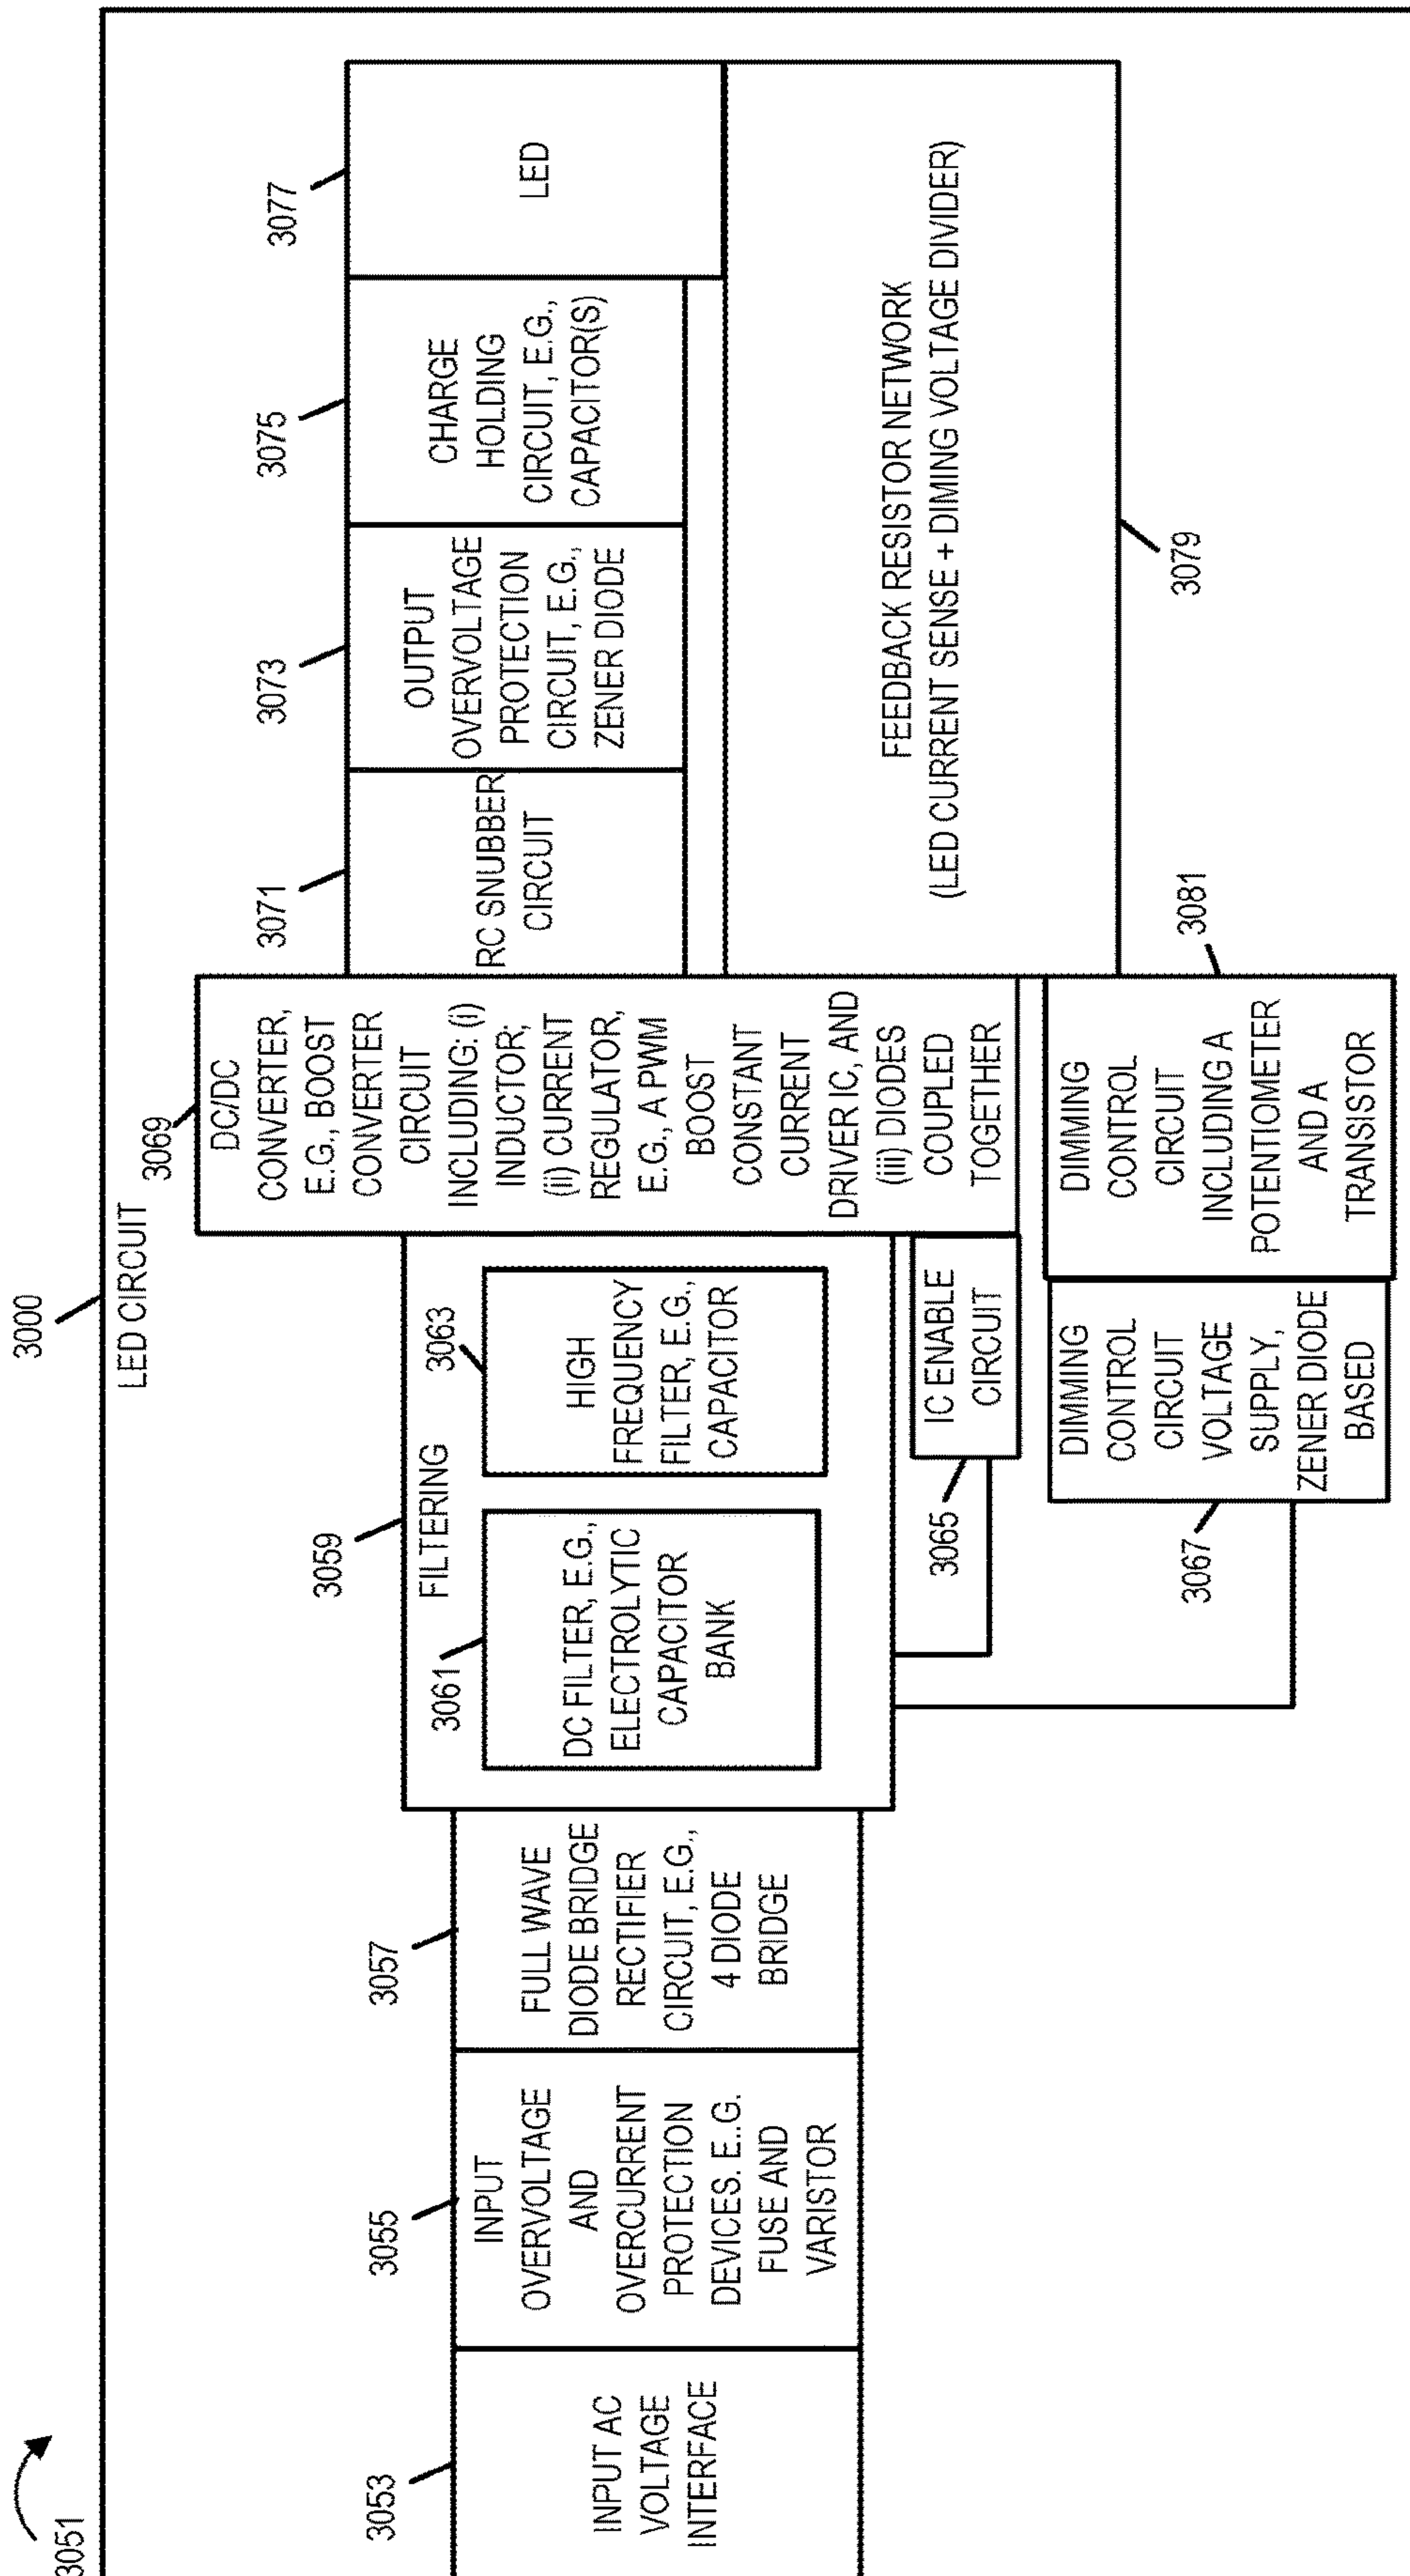 3051
3000
LED CIRCUIT
3053
INPUT AC
VOLTAGE
INTERFACE
3055
INPUT
OVERVOLTAGE
AND
OVERCURRENT
PROTECTION
DEVICES. E..G.
FUSE AND
VARISTOR
3057
FULL WAVE
DIODE BRIDGE
RECTIFIER
CIRCUIT, E.G.,
4 DIODE
BRIDGE
3059
FILTERING
3061
DC FILTER, E.G.,
ELECTROLYTIC
CAPACITOR
BANK
3063
HIGH
FREQUENCY
FILTER, E.G.,
CAPACITOR
3065
IC ENABLE
CIRCUIT
3067
DIMMING
CONTROL
CIRCUIT
VOLTAGE
SUPPLY,
ZENER DIODE
BASED
3069
DC/DC
CONVERTER,
E.G., BOOST
CONVERTER
CIRCUIT
INCLUDING: (i)
INDUCTOR;
(ii) CURRENT
REGULATOR,
E.G., A PWM
BOOST
CONSTANT
CURRENT
DRIVER IC, AND
(iii) DIODES
COUPLED
TOGETHER
3071
RC SNUBBER
CIRCUIT
3073
OUTPUT
OVERVOLTAGE
PROTECTION
CIRCUIT, E.G.,
ZENER DIODE
3075
CHARGE
HOLDING
CIRCUIT, E.G.,
CAPACITOR(S)
3077
LED
FEEDBACK RESISTOR NETWORK
(LED CURRENT SENSE + DIMING VOLTAGE DIVIDER)
3079
3081
DIMMING
CONTROL
CIRCUIT
INCLUDING A
POTENTIOMETER
AND A
TRANSISTOR